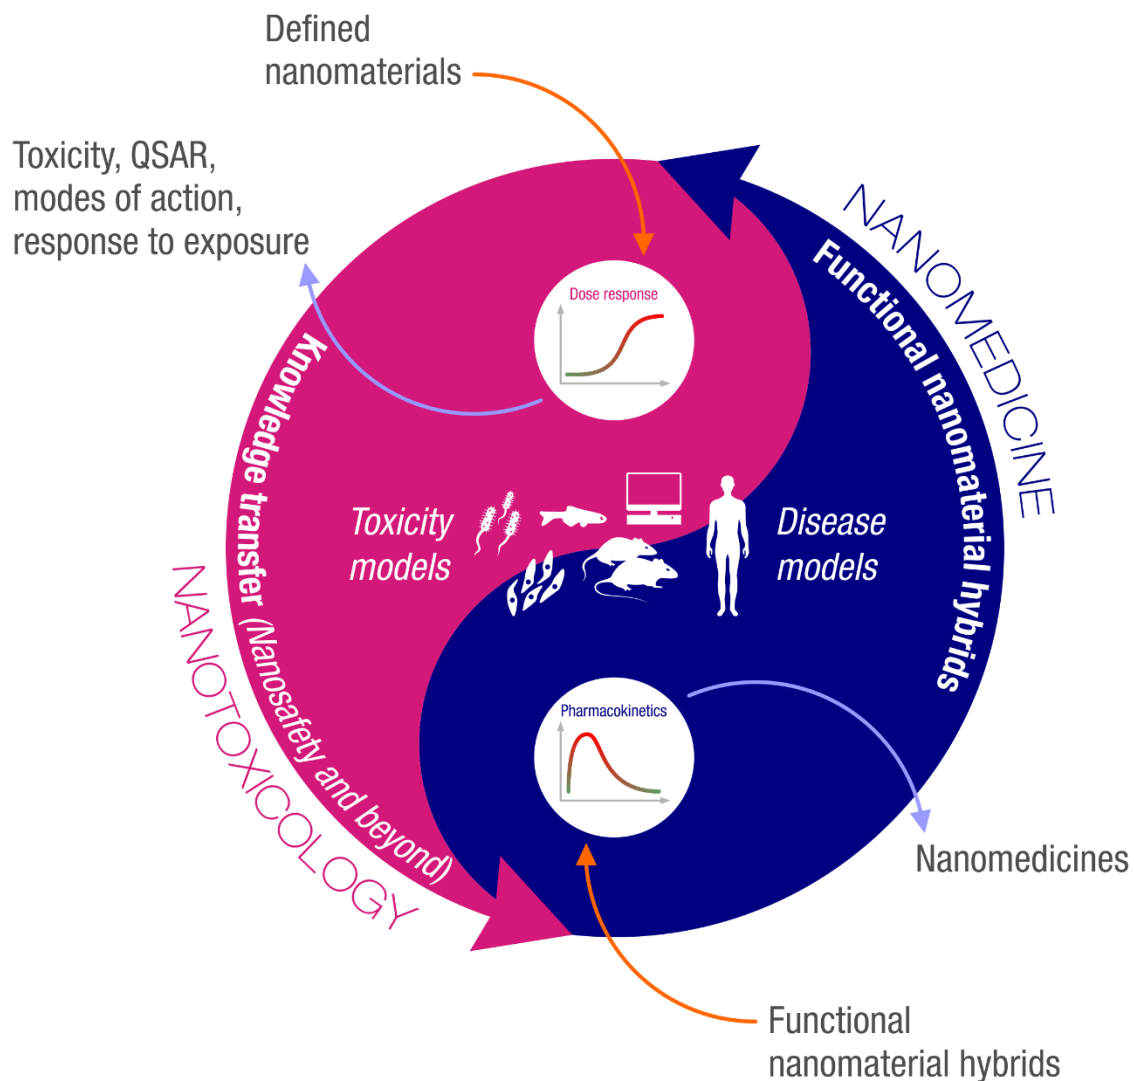 Defined
nanomaterials
Toxicity, QSAR,
modes of action,
response to exposure
NANOMEDICINE
Functional nanomaterial hybrids
Dose response
Knowledge transfer (Nanosafety and beyond)
NANOTOXICOLOGY
Toxicity
models
Disease
models
Pharmacokinetics
Nanomedicines
Functional
nanomaterial hybrids